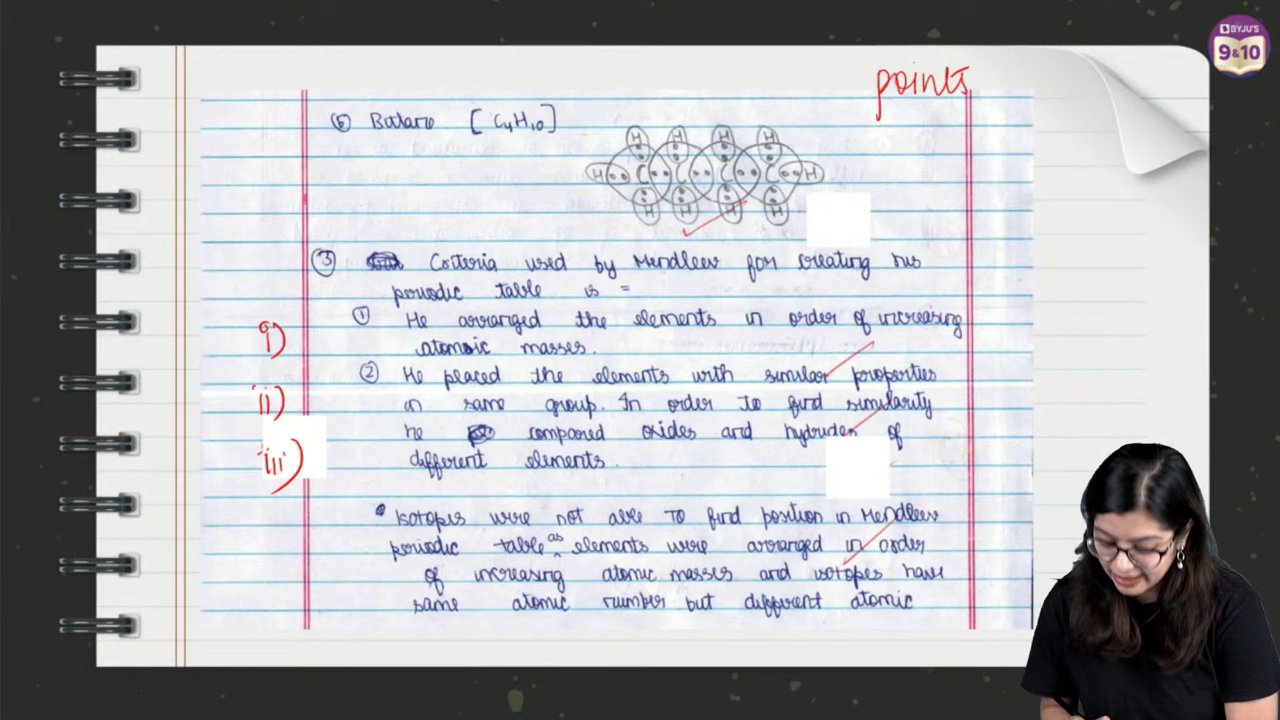 BYJU'S
9&10
points
⑤ Butane [C4H10]
H H H H
H C C C C H
H H H H
③ Criteria used by Mendleev for creating his
periodic table is =
① He arranged the elements in order of increasing
i)
atomic masses.
② He placed the elements with similar properties
ii)
in same group. In order to find similarity
he compared oxides and hydrides of
iii)
different elements.
• Isotopes were not able to find position in Mendleev
periodic table as elements were arranged in order
of increasing atomic masses and isotopes have
same atomic number but different atomic